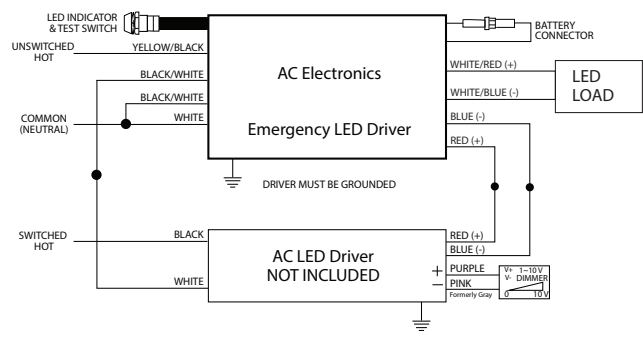 LED INDICATOR
& TEST SWITCH
BATTERY
CONNECTOR
UNSWITCHED
HOT
YELLOW/BLACK
BLACK/WHITE
BLACK/WHITE
COMMON
(NEUTRAL)
WHITE
AC Electronics
Emergency LED Driver
WHITE/RED (+)
WHITE/BLUE (-)
LED
LOAD
BLUE (-)
RED (+)
DRIVER MUST BE GROUNDED
SWITCHED
HOT
BLACK
WHITE
AC LED Driver
NOT INCLUDED
RED (+)
BLUE (-)
+ PURPLE
− PINK
Formerly Gray
V+ 1~10 V
V- DIMMER
0 10 V